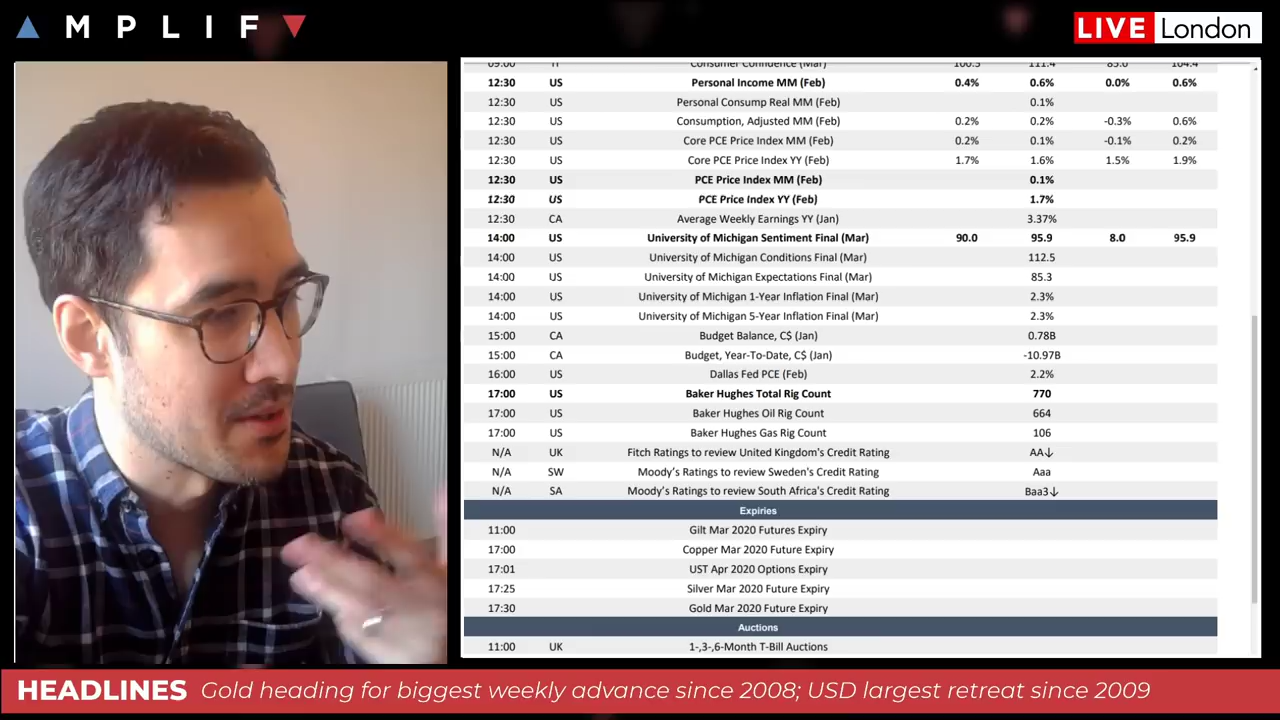 AMPLIFY
LIVE London
09:00 IT Consumer Confidence (Mar) 100.5 111.4 85.0 104.4
12:30 US Personal Income MM (Feb) 0.4% 0.6% 0.0% 0.6%
12:30 US Personal Consump Real MM (Feb) 0.1%
12:30 US Consumption, Adjusted MM (Feb) 0.2% 0.2% -0.3% 0.6%
12:30 US Core PCE Price Index MM (Feb) 0.2% 0.1% -0.1% 0.2%
12:30 US Core PCE Price Index YY (Feb) 1.7% 1.6% 1.5% 1.9%
12:30 US PCE Price Index MM (Feb) 0.1%
12:30 US PCE Price Index YY (Feb) 1.7%
12:30 CA Average Weekly Earnings YY (Jan) 3.37%
14:00 US University of Michigan Sentiment Final (Mar) 90.0 95.9 8.0 95.9
14:00 US University of Michigan Conditions Final (Mar) 112.5
14:00 US University of Michigan Expectations Final (Mar) 85.3
14:00 US University of Michigan 1-Year Inflation Final (Mar) 2.3%
14:00 US University of Michigan 5-Year Inflation Final (Mar) 2.3%
15:00 CA Budget Balance, C$ (Jan) 0.78B
15:00 CA Budget, Year-To-Date, C$ (Jan) -10.97B
16:00 US Dallas Fed PCE (Feb) 2.2%
17:00 US Baker Hughes Total Rig Count 770
17:00 US Baker Hughes Oil Rig Count 664
17:00 US Baker Hughes Gas Rig Count 106
N/A UK Fitch Ratings to review United Kingdom's Credit Rating AA↓
N/A SW Moody's Ratings to review Sweden's Credit Rating Aaa
N/A SA Moody's Ratings to review South Africa's Credit Rating Baa3↓
Expiries
11:00 Gilt Mar 2020 Futures Expiry
17:00 Copper Mar 2020 Future Expiry
17:01 UST Apr 2020 Options Expiry
17:25 Silver Mar 2020 Future Expiry
17:30 Gold Mar 2020 Future Expiry
Auctions
11:00 UK 1-,3-,6-Month T-Bill Auctions
HEADLINES Gold heading for biggest weekly advance since 2008; USD largest retreat since 2009